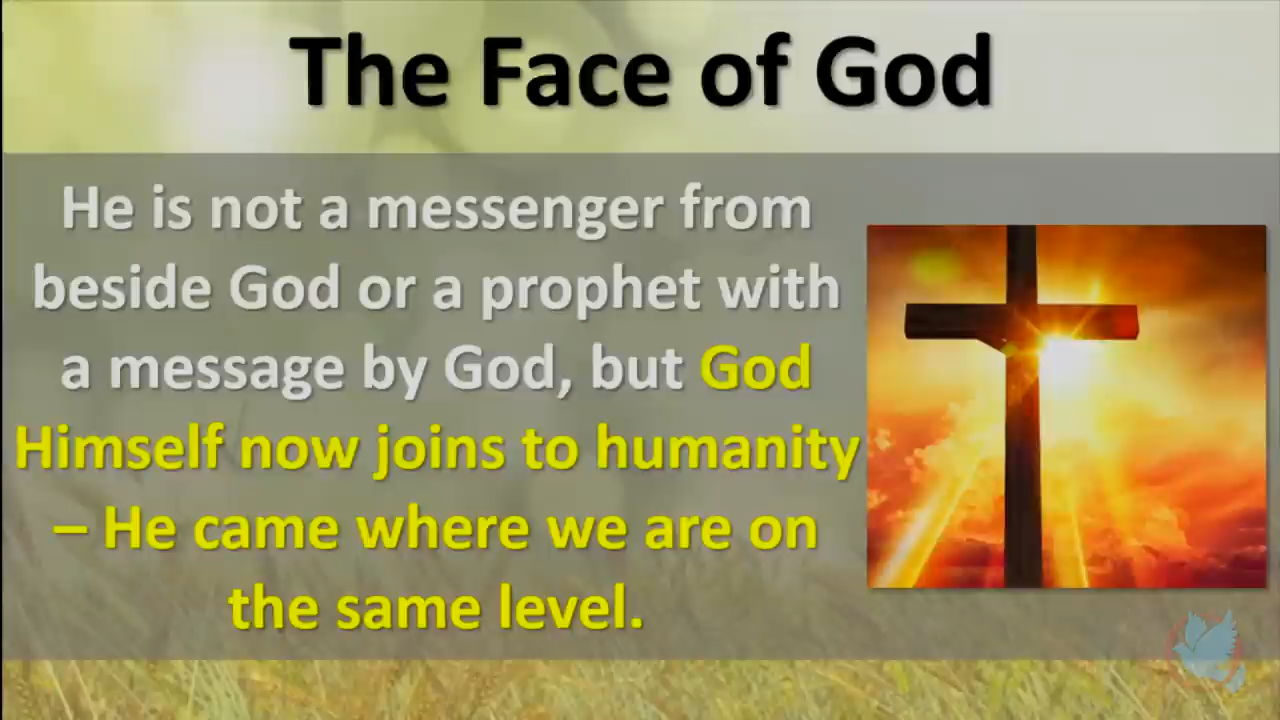 The Face of God
He is not a messenger from
beside God or a prophet with
a message by God, but God
Himself now joins to humanity
– He came where we are on
the same level.